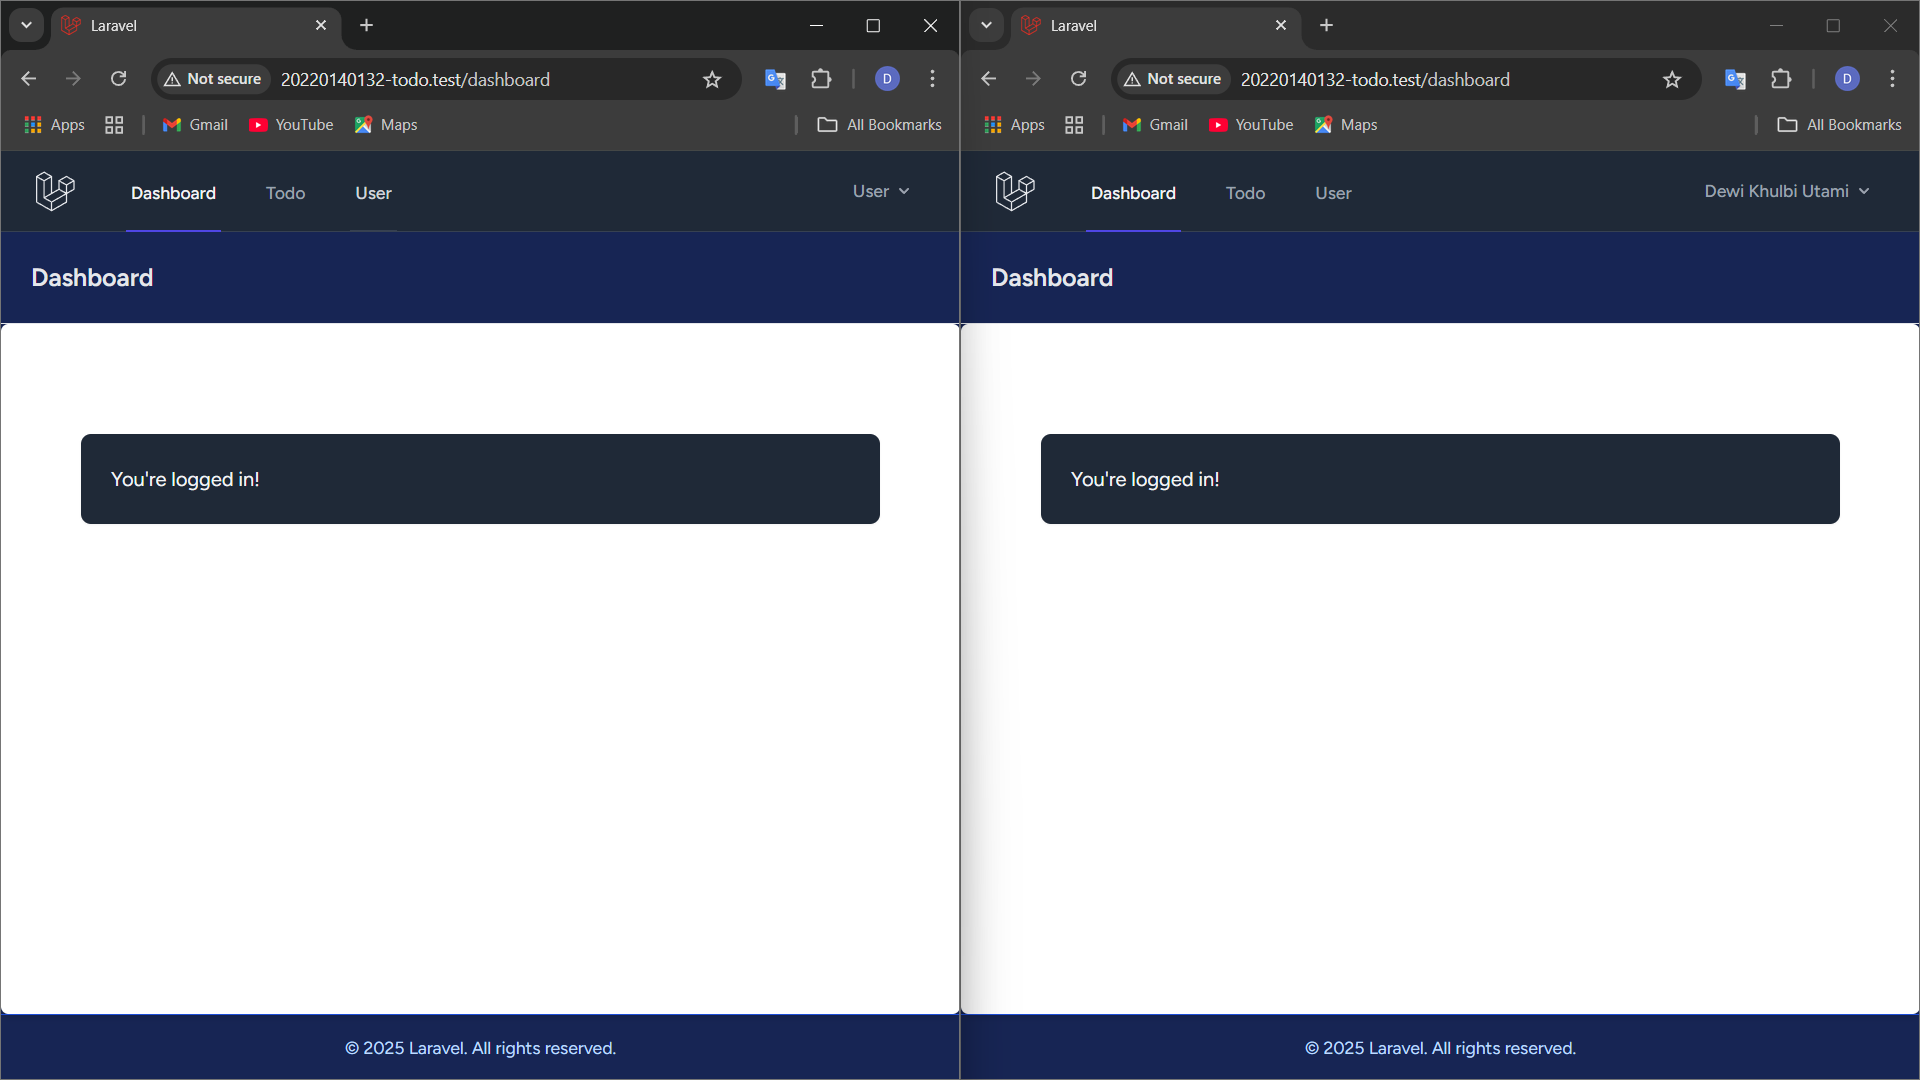 Laravel
Not secure 20220140132-todo.test/dashboard D
Apps Gmail YouTube Maps All Bookmarks
Dashboard Todo User User
Dashboard
You're logged in!
© 2025 Laravel. All rights reserved.
Laravel
Not secure 20220140132-todo.test/dashboard D
Apps Gmail YouTube Maps All Bookmarks
Dashboard Todo User Dewi Khulbi Utami
Dashboard
You're logged in!
© 2025 Laravel. All rights reserved.